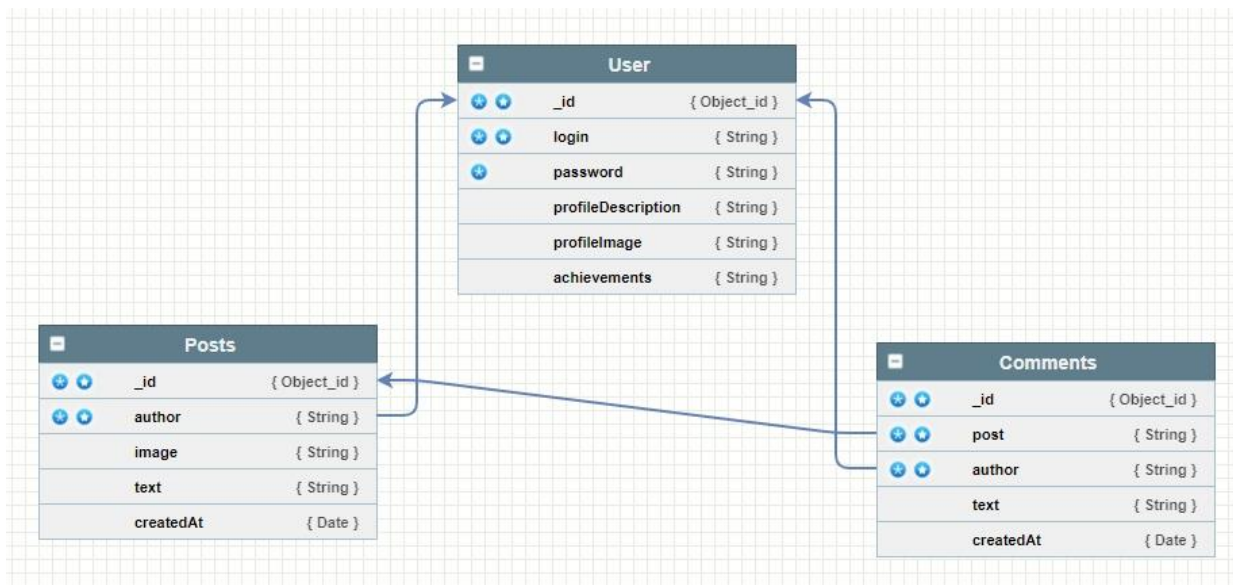 User
_id { Object_id }
login { String }
password { String }
profileDescription { String }
profileImage { String }
achievements { String }
Posts
_id { Object_id }
author { String }
image { String }
text { String }
createdAt { Date }
Comments
_id { Object_id }
post { String }
author { String }
text { String }
createdAt { Date }